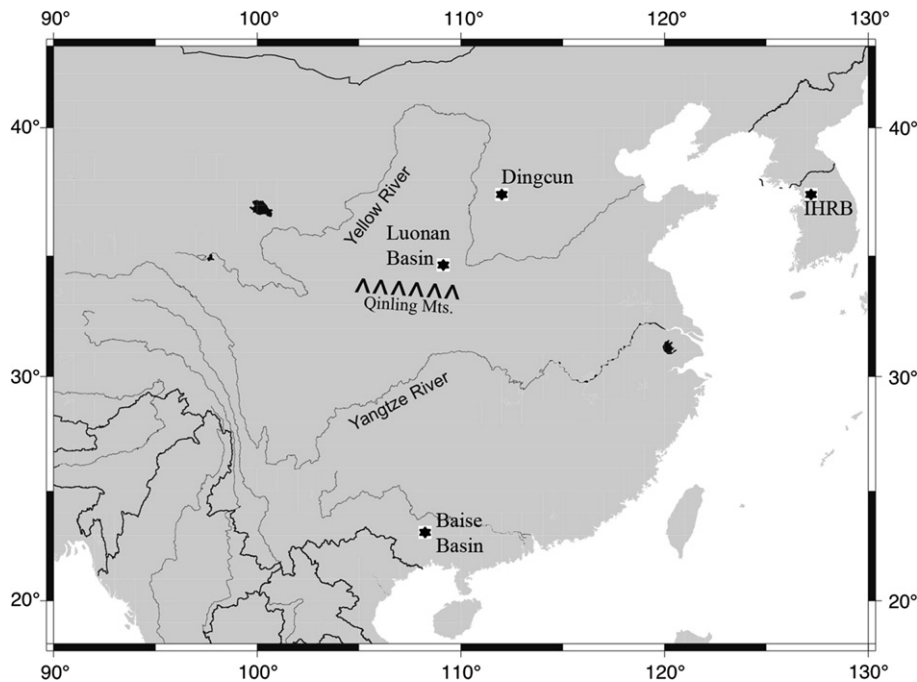 90° 100° 110° 120° 130°
40° 40°
Dingcun
Yellow River
IHRB
Luonan
Basin
Qinling Mts.
30° 30°
Yangtze River
Baise
Basin
20° 20°
90° 100° 110° 120° 130°